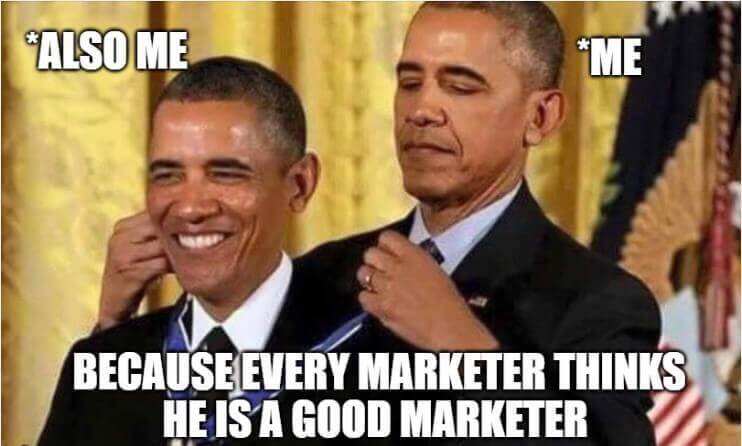 *ALSO ME
*ME
BECAUSE EVERY MARKETER THINKS
HE IS A GOOD MARKETER